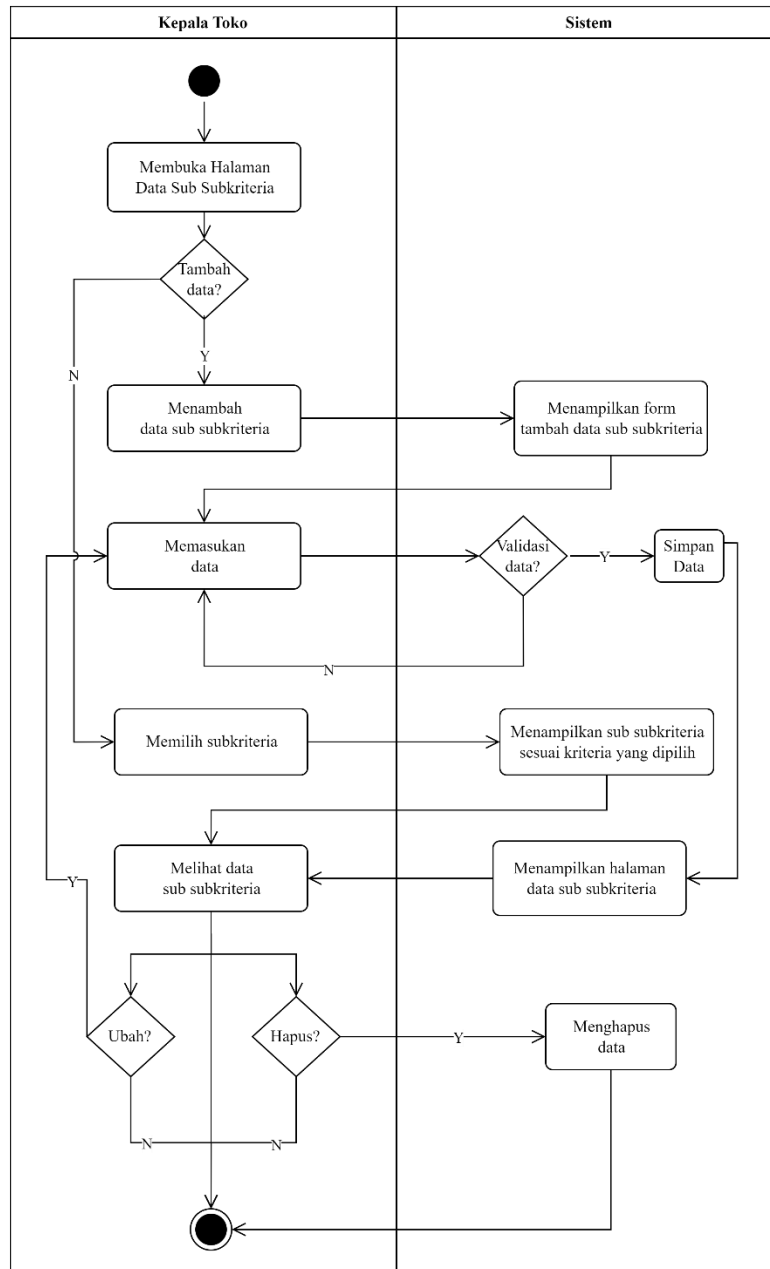 Kepala Toko
Sistem
Membuka Halaman
Data Sub Subkriteria
Tambah
data?
Y
N
Menambah
data sub subkriteria
Menampilkan form
tambah data sub subkriteria
Memasukan
data
Validasi
data?
Y
Simpan
Data
N
Memilih subkriteria
Menampilkan sub subkriteria
sesuai kriteria yang dipilih
Melihat data
sub subkriteria
Menampilkan halaman
data sub subkriteria
Y
Ubah?
Hapus?
Y
Menghapus
data
N
N